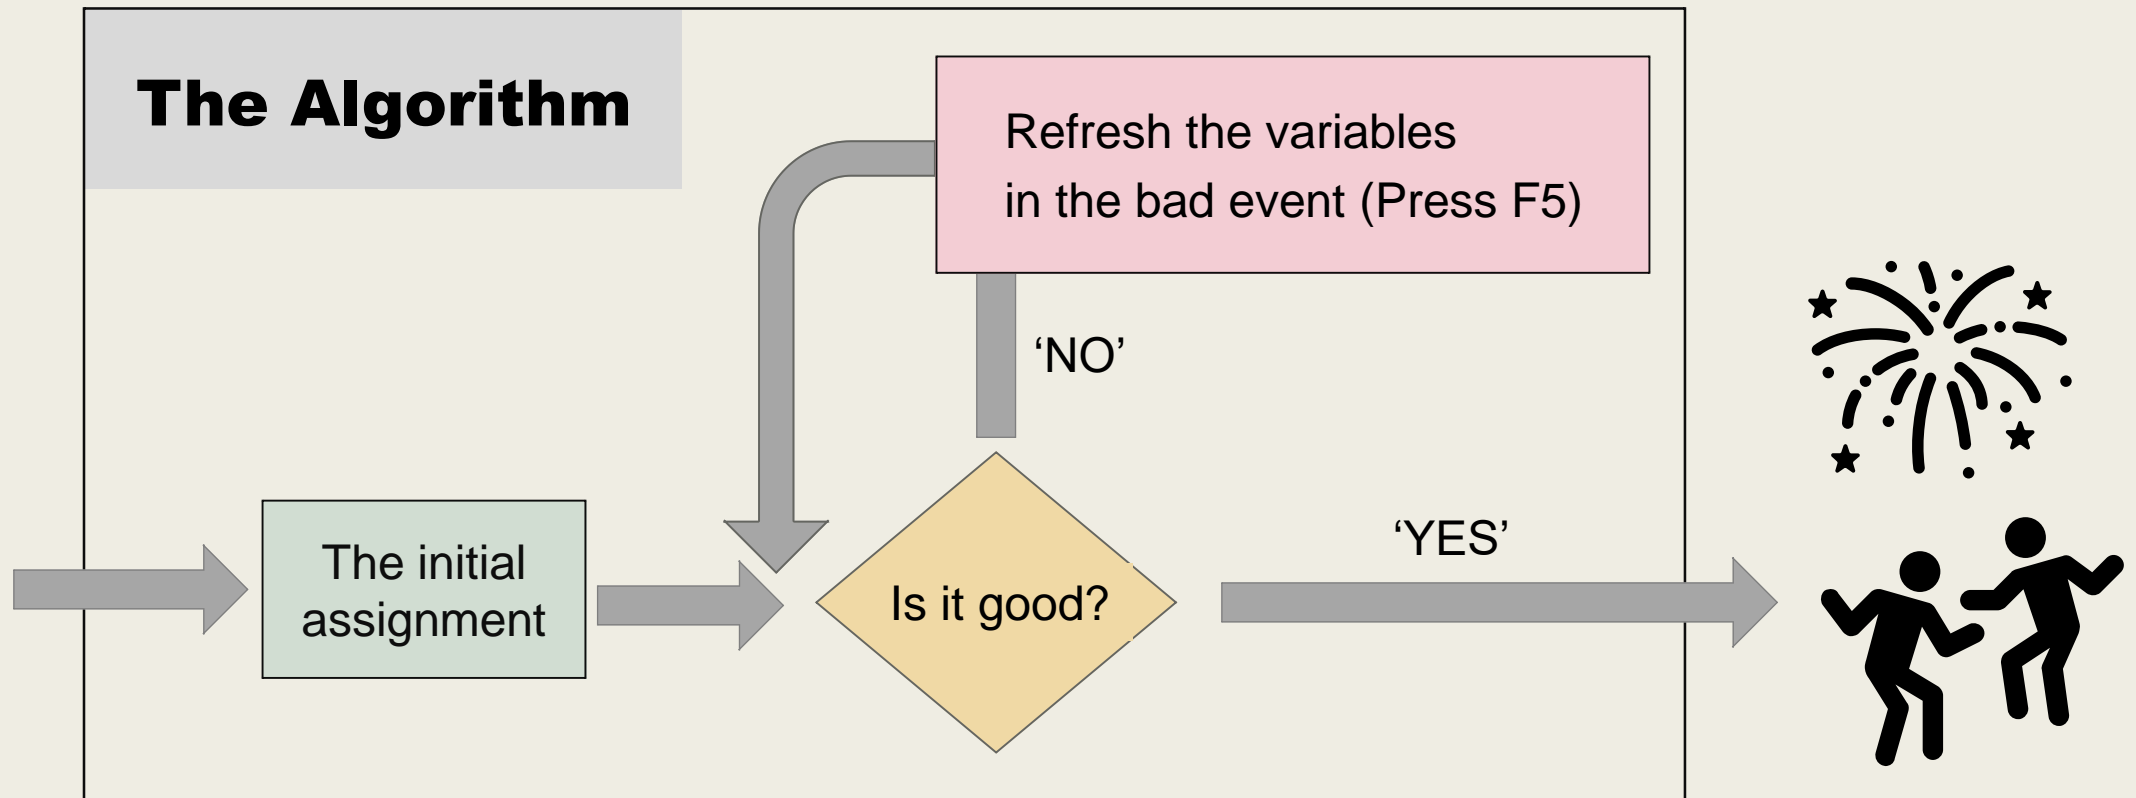 The Algorithm
Refresh the variables
in the bad event (Press F5)
‘NO’
‘YES’
The initial
assignment
Is it good?